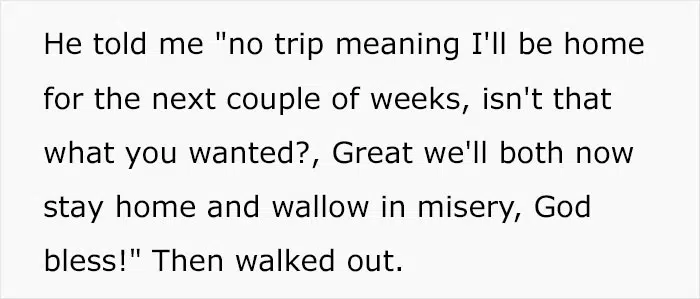 He told me "no trip meaning I'll be home
for the next couple of weeks, isn't that
what you wanted?, Great we'll both now
stay home and wallow in misery, God
bless!" Then walked out.